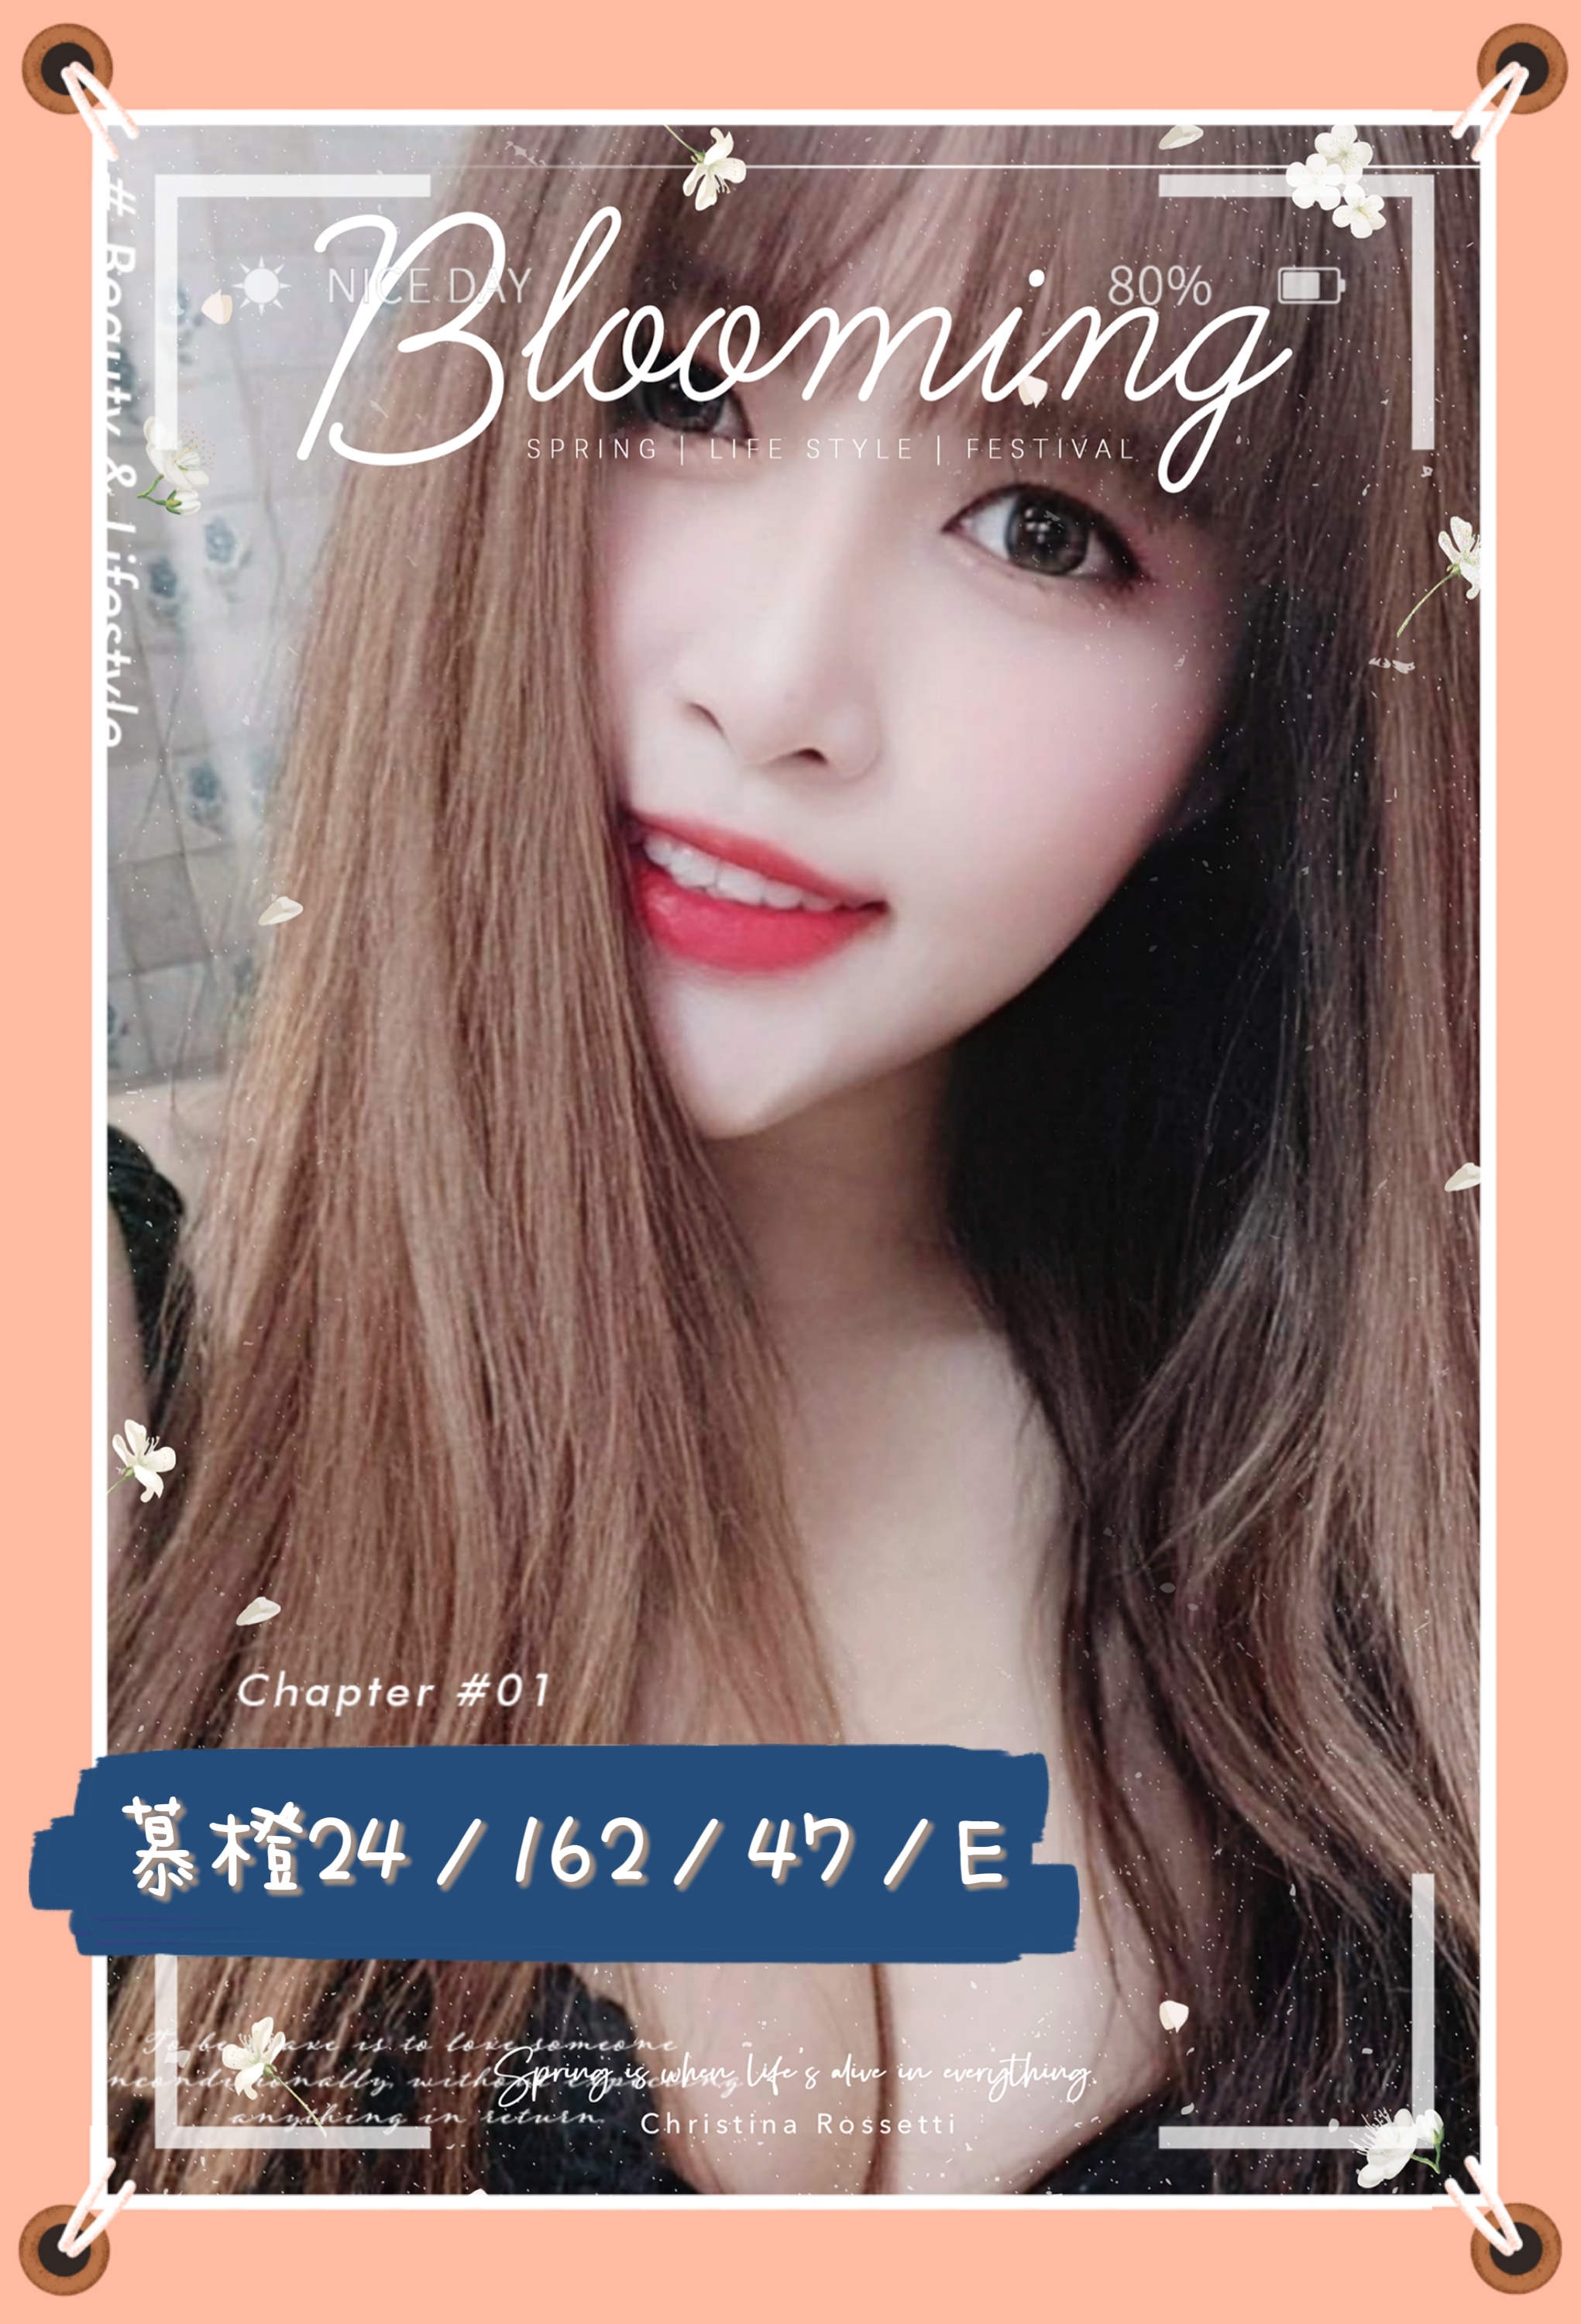 NICE DAY
80%
Blooming
SPRING | LIFE STYLE | FESTIVAL
# Beauty & Lifestyle
Chapter #01
慕橙24 / 162 / 47 / E
is to love someone
anything in return
Spring is when life's alive in everything.
Christina Rossetti